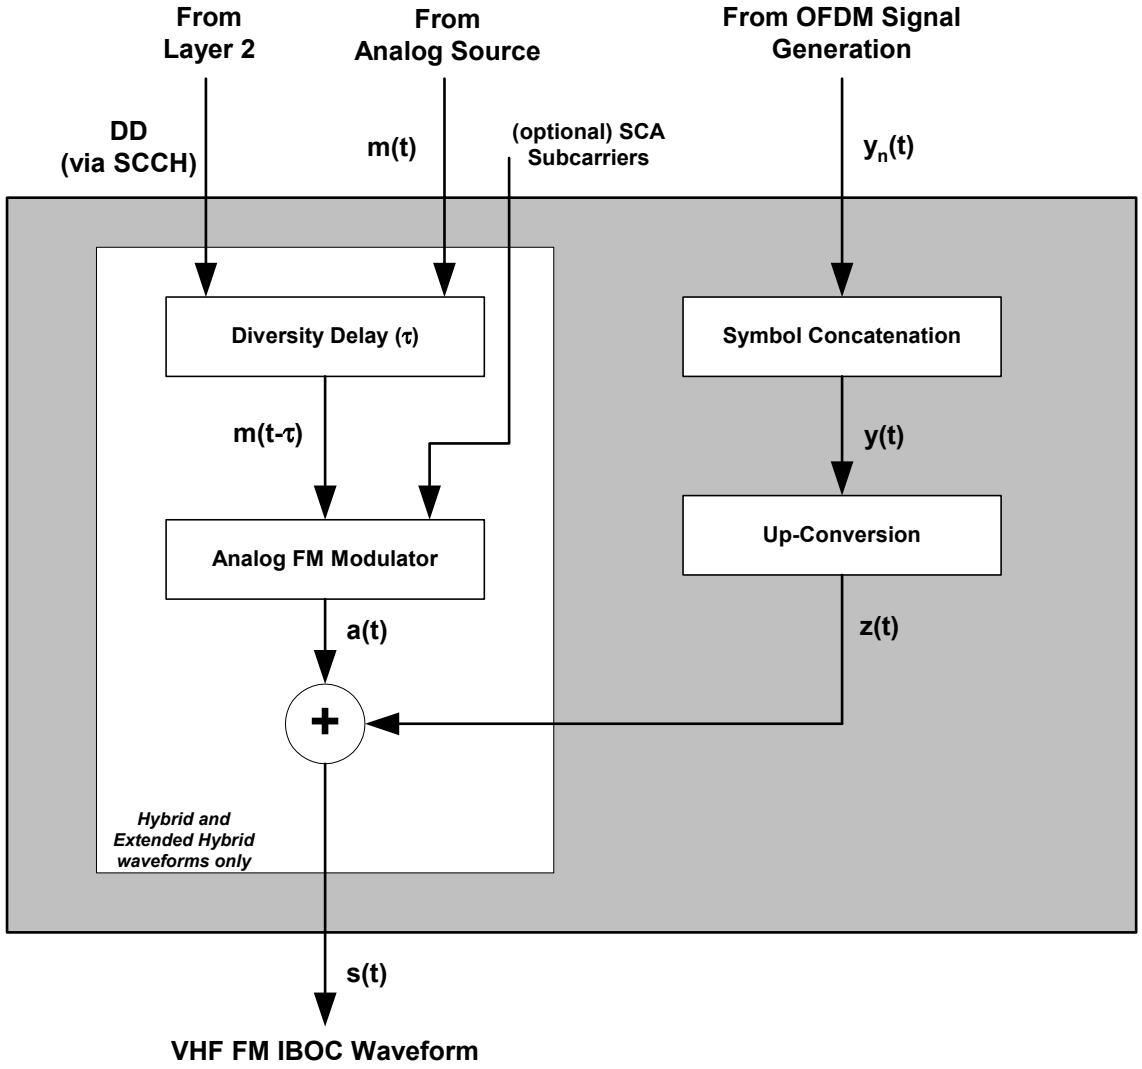 From
Layer 2
From
Analog Source
From OFDM Signal
Generation
DD
(via SCCH)
m(t)
(optional) SCA
Subcarriers
yn(t)
Diversity Delay (τ)
Symbol Concatenation
m(t-τ)
y(t)
Analog FM Modulator
Up-Conversion
a(t)
z(t)
+
Hybrid and
Extended Hybrid
waveforms only
s(t)
VHF FM IBOC Waveform